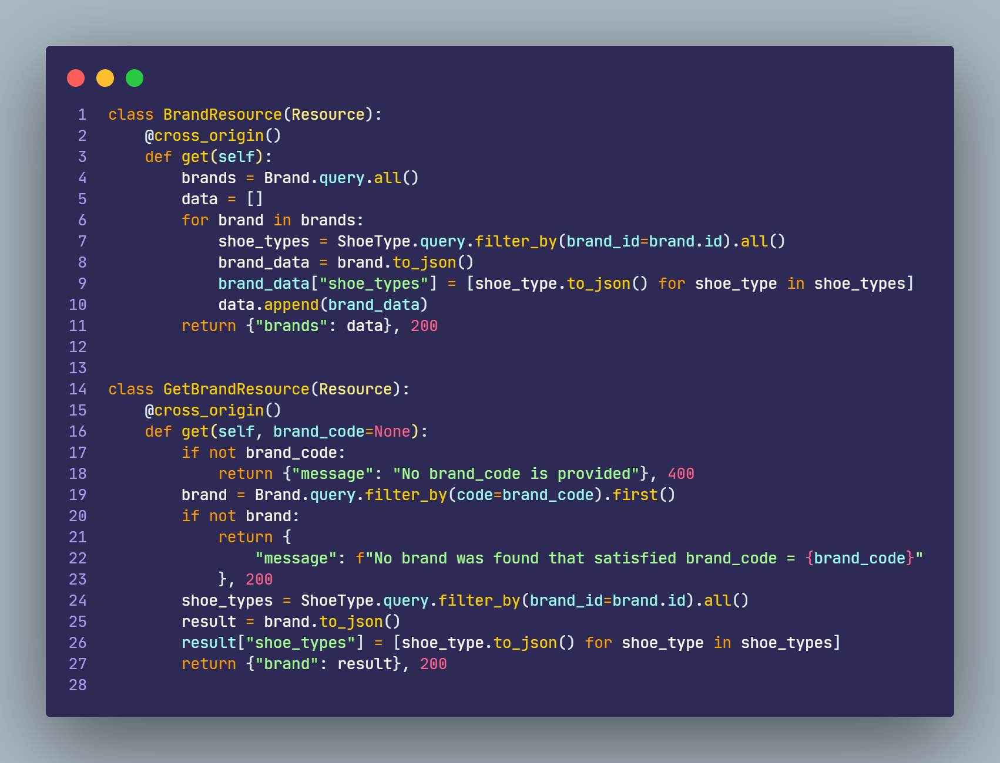 1 class BrandResource(Resource):
2     @cross_origin()
3     def get(self):
4         brands = Brand.query.all()
5         data = []
6         for brand in brands:
7             shoe_types = ShoeType.query.filter_by(brand_id=brand.id).all()
8             brand_data = brand.to_json()
9             brand_data["shoe_types"] = [shoe_type.to_json() for shoe_type in shoe_types]
10             data.append(brand_data)
11         return {"brands": data}, 200
12
13
14 class GetBrandResource(Resource):
15     @cross_origin()
16     def get(self, brand_code=None):
17         if not brand_code:
18             return {"message": "No brand_code is provided"}, 400
19         brand = Brand.query.filter_by(code=brand_code).first()
20         if not brand:
21             return {
22                 "message": f"No brand was found that satisfied brand_code = {brand_code}"
23             }, 200
24         shoe_types = ShoeType.query.filter_by(brand_id=brand.id).all()
25         result = brand.to_json()
26         result["shoe_types"] = [shoe_type.to_json() for shoe_type in shoe_types]
27         return {"brand": result}, 200
28